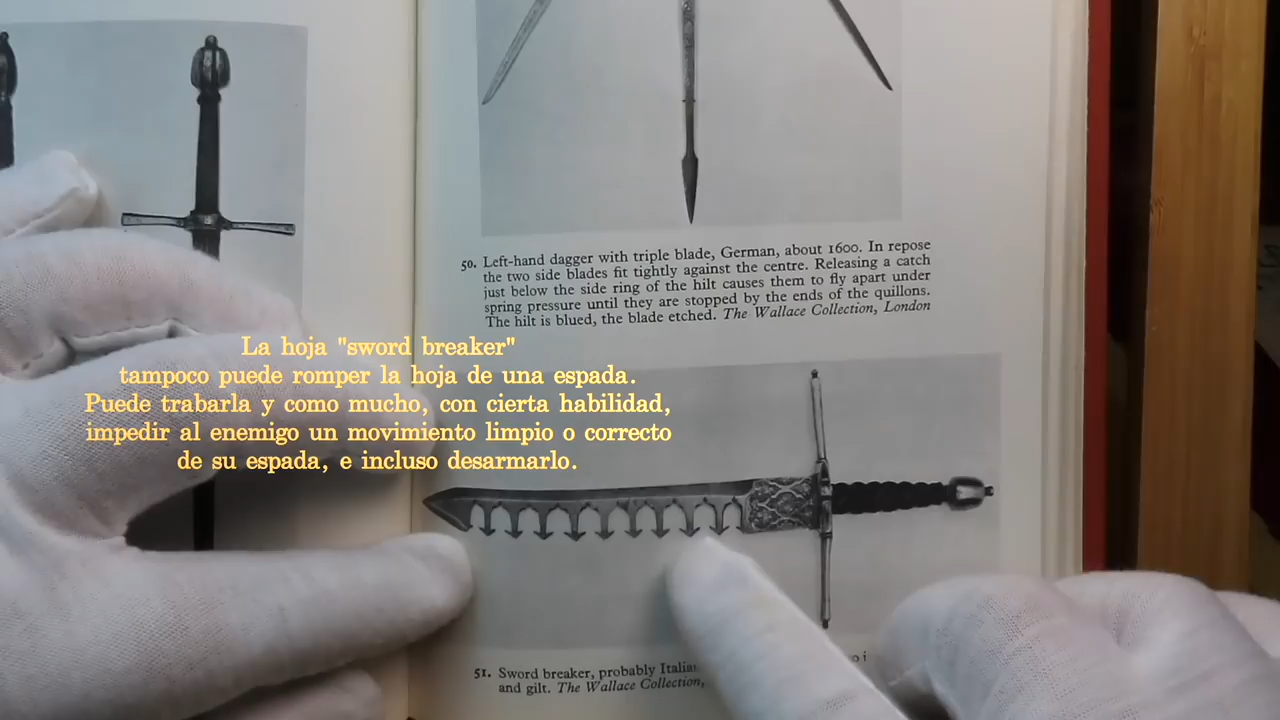 50. Left-hand dagger with triple blade, German, about 1600. In repose
the two side blades fit tightly against the centre. Releasing a catch
just below the side ring of the hilt causes them to fly apart under
spring pressure until they are stopped by the ends of the quillons.
The hilt is blued, the blade etched. The Wallace Collection, London
La hoja "sword breaker"
tampoco puede romper la hoja de una espada.
Puede trabarla y como mucho, con cierta habilidad,
impedir al enemigo un movimiento limpio o correcto
de su espada, e incluso desarmarlo.
51. Sword breaker, probably
and gilt. The Wallace Collection,